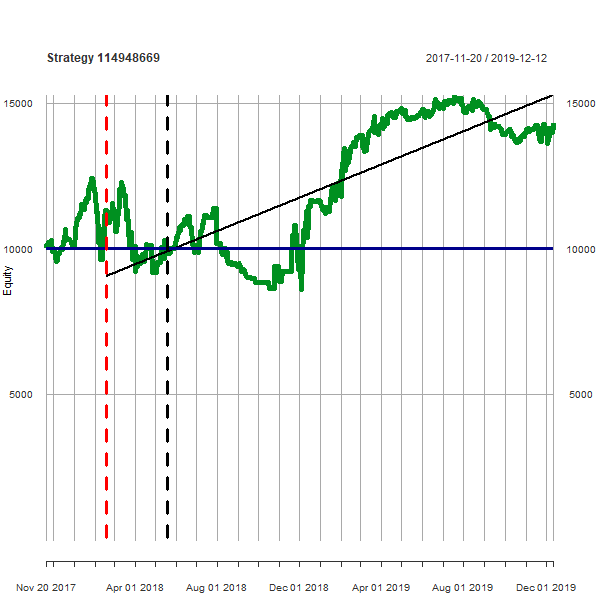 Strategy 114948669
2017-11-20 / 2019-12-12
15000
15000
10000
10000
5000
5000
Equity
Nov 20 2017
Apr 01 2018
Aug 01 2018
Dec 01 2018
Apr 01 2019
Aug 01 2019
Dec 01 2019